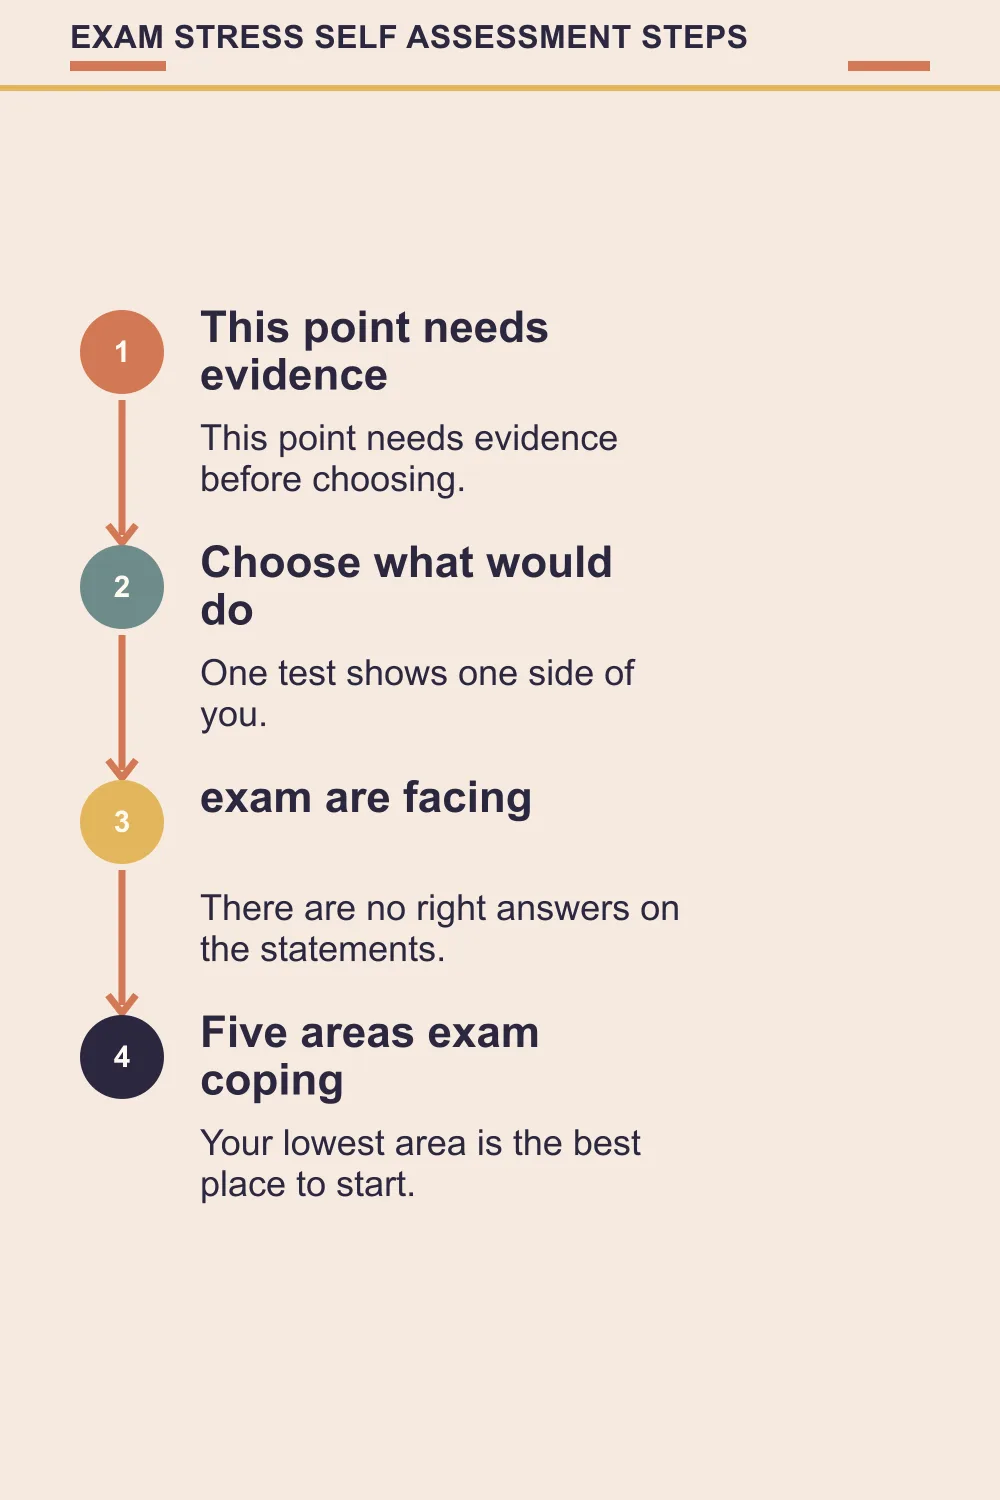 EXAM STRESS SELF ASSESSMENT STEPS
1
This point needs
evidence
This point needs evidence
before choosing.
2
Choose what would
do
One test shows one side of
you.
3
exam are facing
There are no right answers on
the statements.
4
Five areas exam
coping
Your lowest area is the best
place to start.